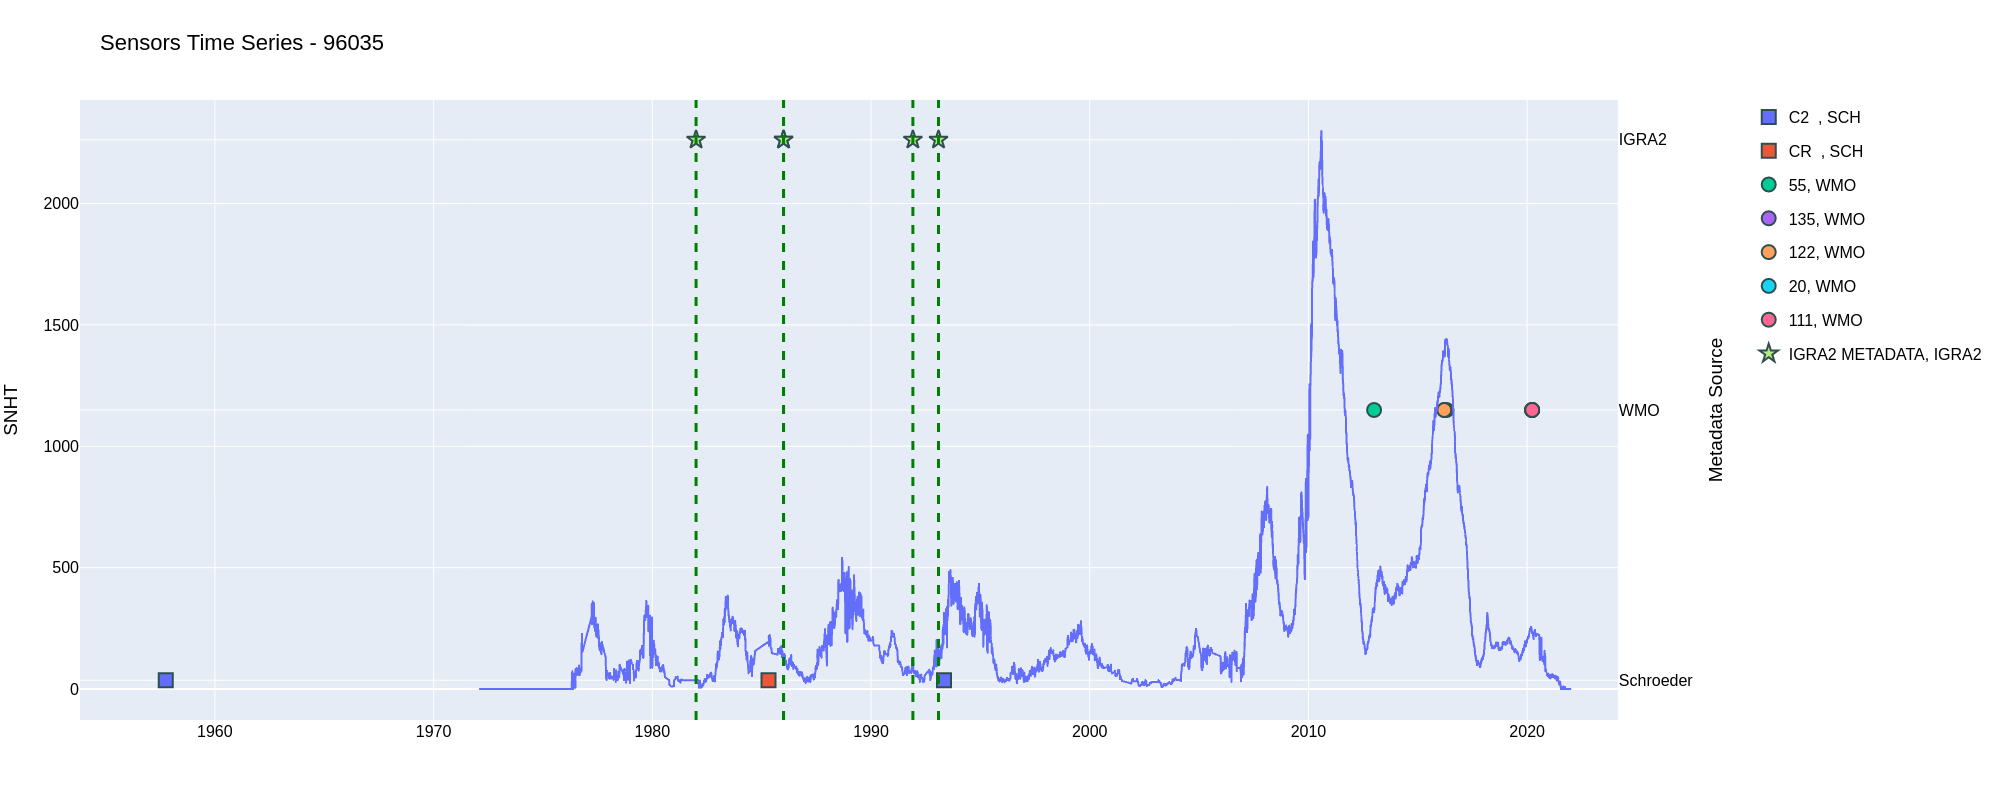 Sensors Time Series - 96035
SNHT
2000
1500
1000
500
0
1960
1970
1980
1990
2000
2010
2020
IGRA2
WMO
Schroeder
Metadata Source
C2 , SCH
CR , SCH
55, WMO
135, WMO
122, WMO
20, WMO
111, WMO
IGRA2 METADATA, IGRA2